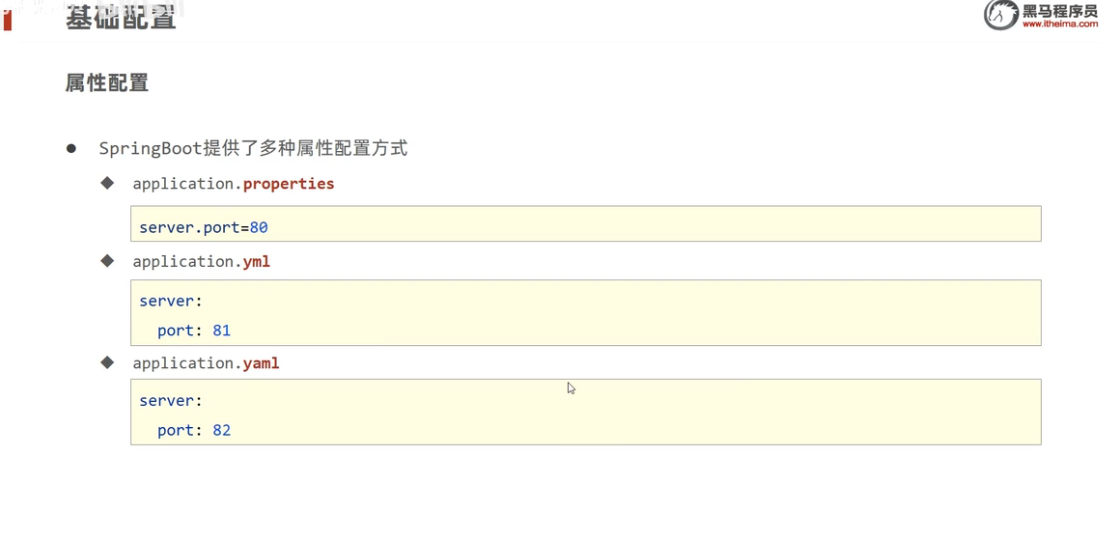 基础配置
黑马程序员
www.itheima.com
属性配置
SpringBoot提供了多种属性配置方式
application.properties
server.port=80
application.yml
server:
port: 81
application.yaml
server:
port: 82